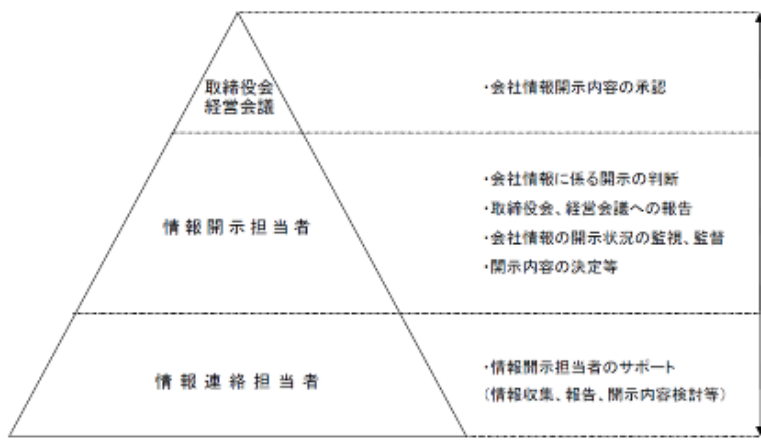 取締役会
経営会議
・会社情報開示内容の承認
情報開示担当者
・会社情報に係る開示の判断
・取締役会、経営会議への報告
・会社情報の開示状況の監視、監督
・開示内容の決定等
情報連絡担当者
・情報開示担当者のサポート
(情報収集、報告、開示内容検討等)